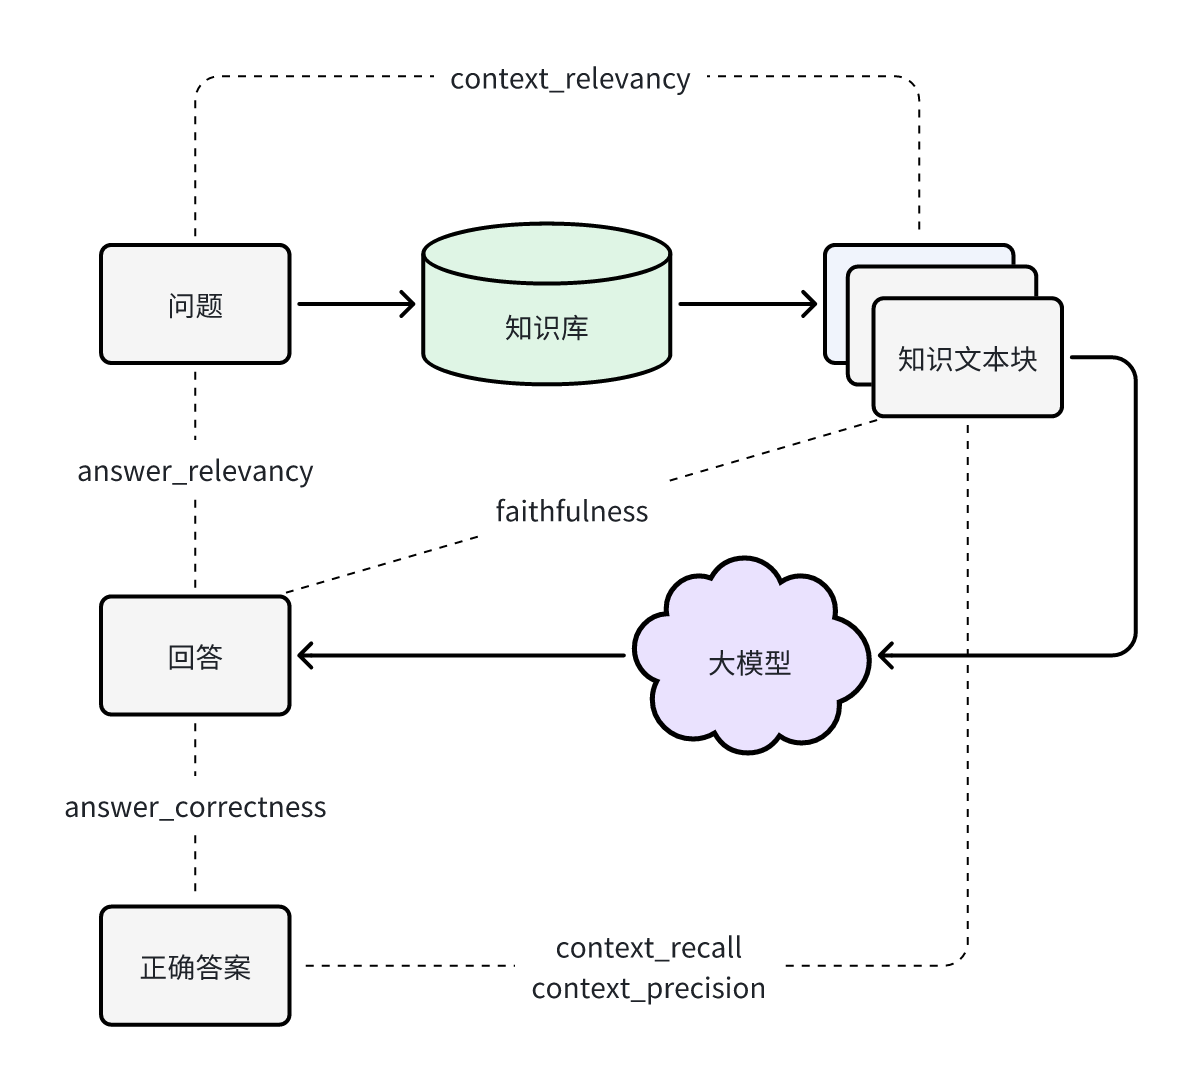 context_relevancy
问题
知识库
知识文本块
answer_relevancy
faithfulness
回答
大模型
answer_correctness
正确答案
context_recall
context_precision